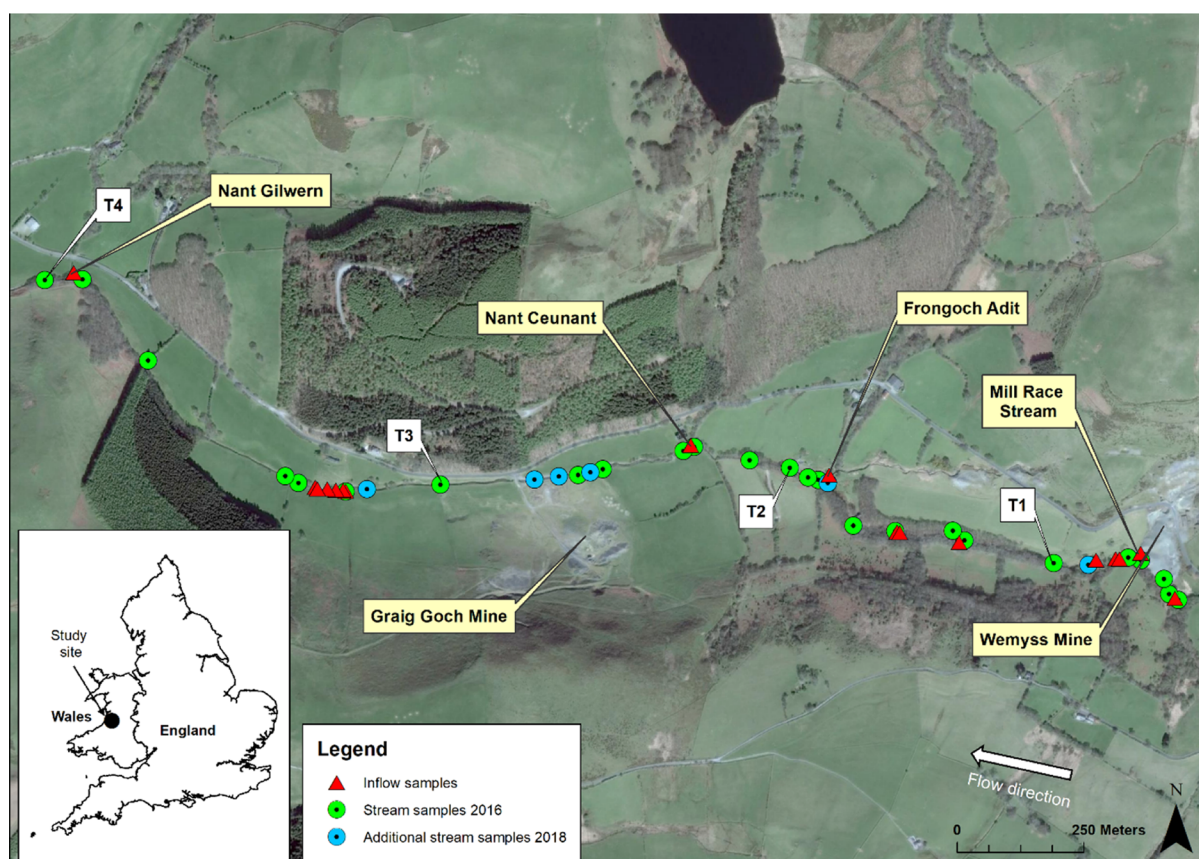 Nant Gilwern
T4
Nant Ceunant
Frongoch Adit
Mill Race
Stream
T3
T2
T1
Graig Goch Mine
Wemyss Mine
Study
site
Wales
England
Legend
Inflow samples
Stream samples 2016
Additional stream samples 2018
Flow direction
N
0
250 Meters